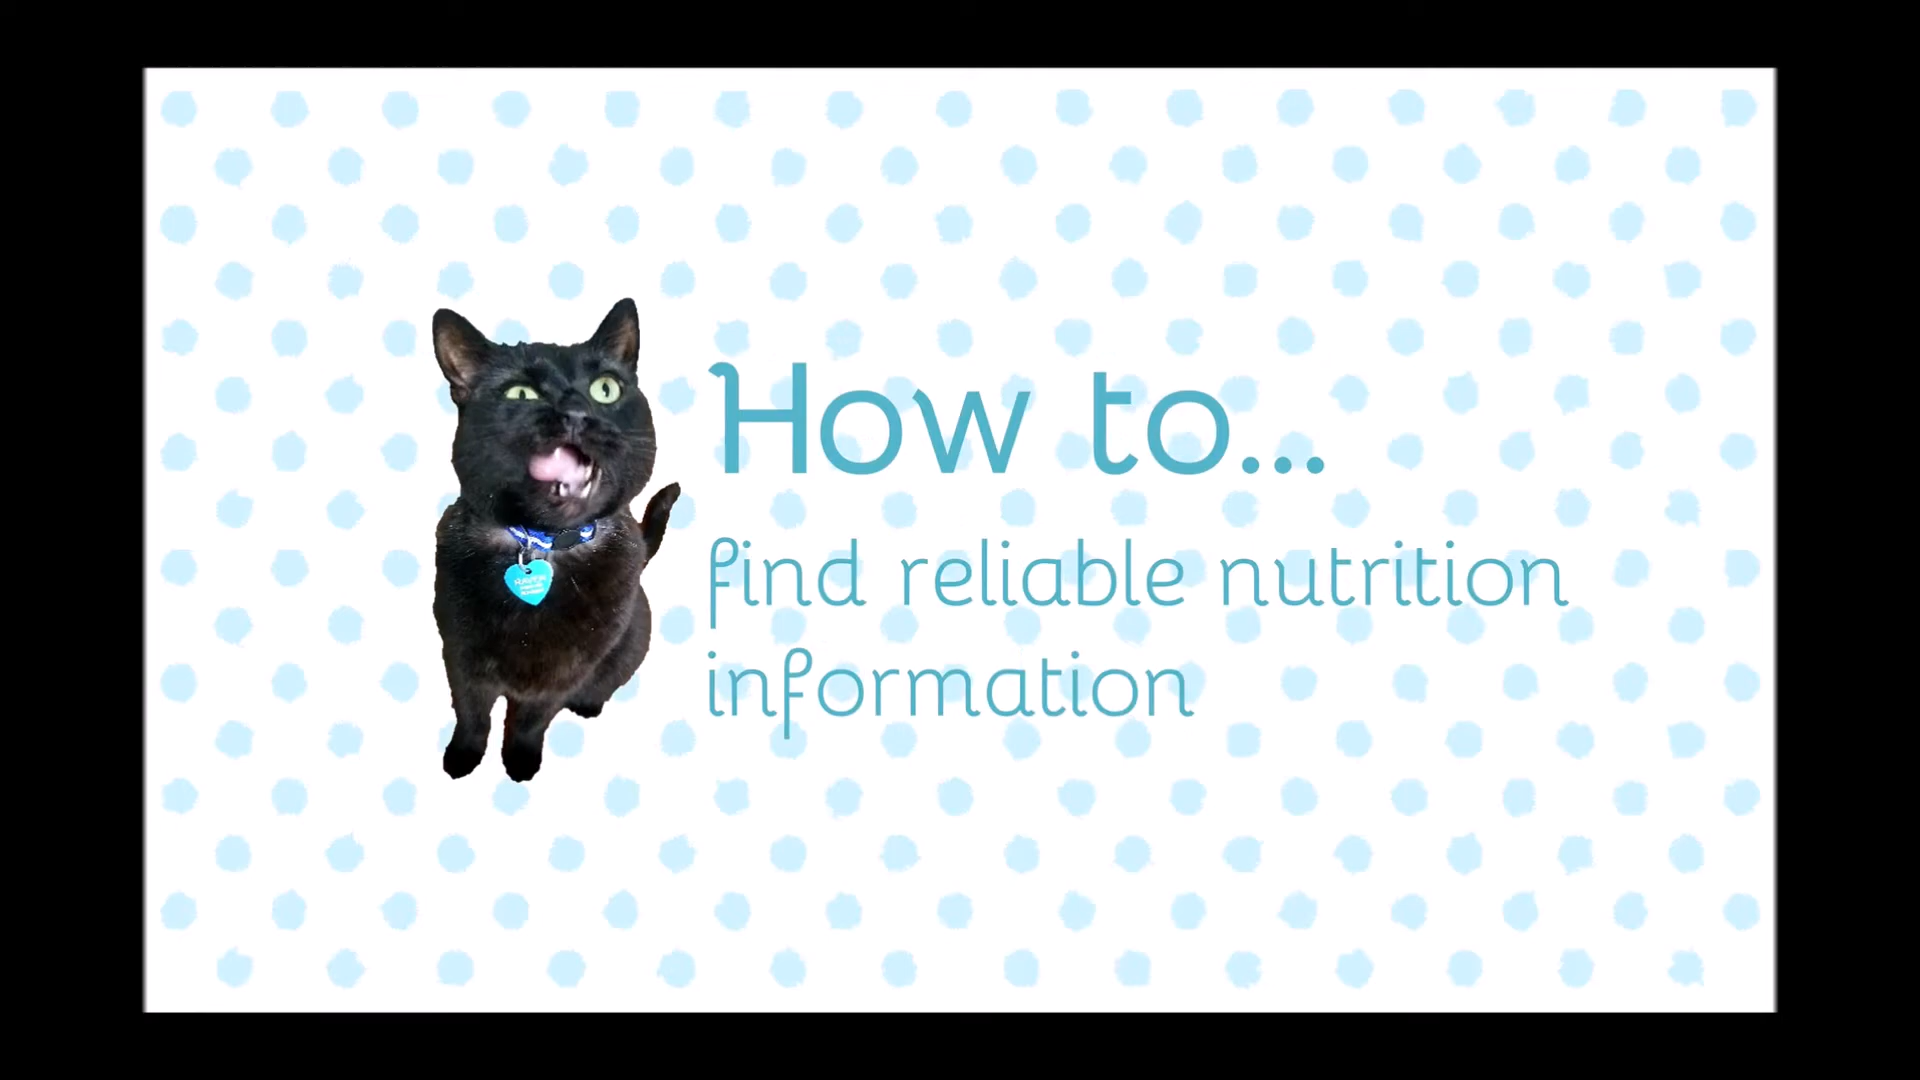 How to...
find reliable nutrition
information